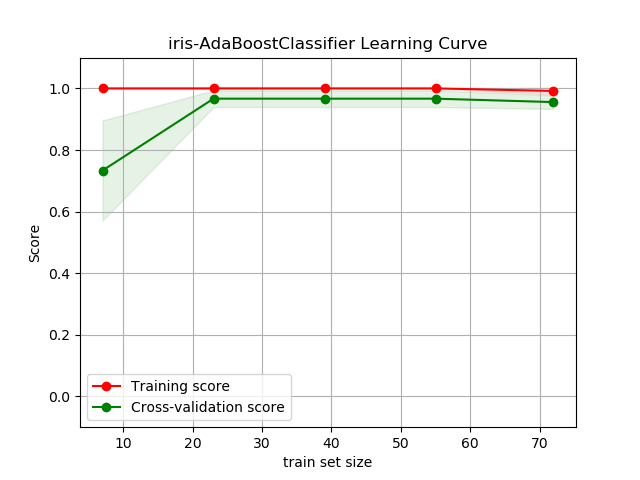 iris-AdaBoostClassifier Learning Curve
1.0
0.8
0.6
0.4
0.2
0.0
Score
Training score
Cross-validation score
10 20 30 40 50 60 70
train set size